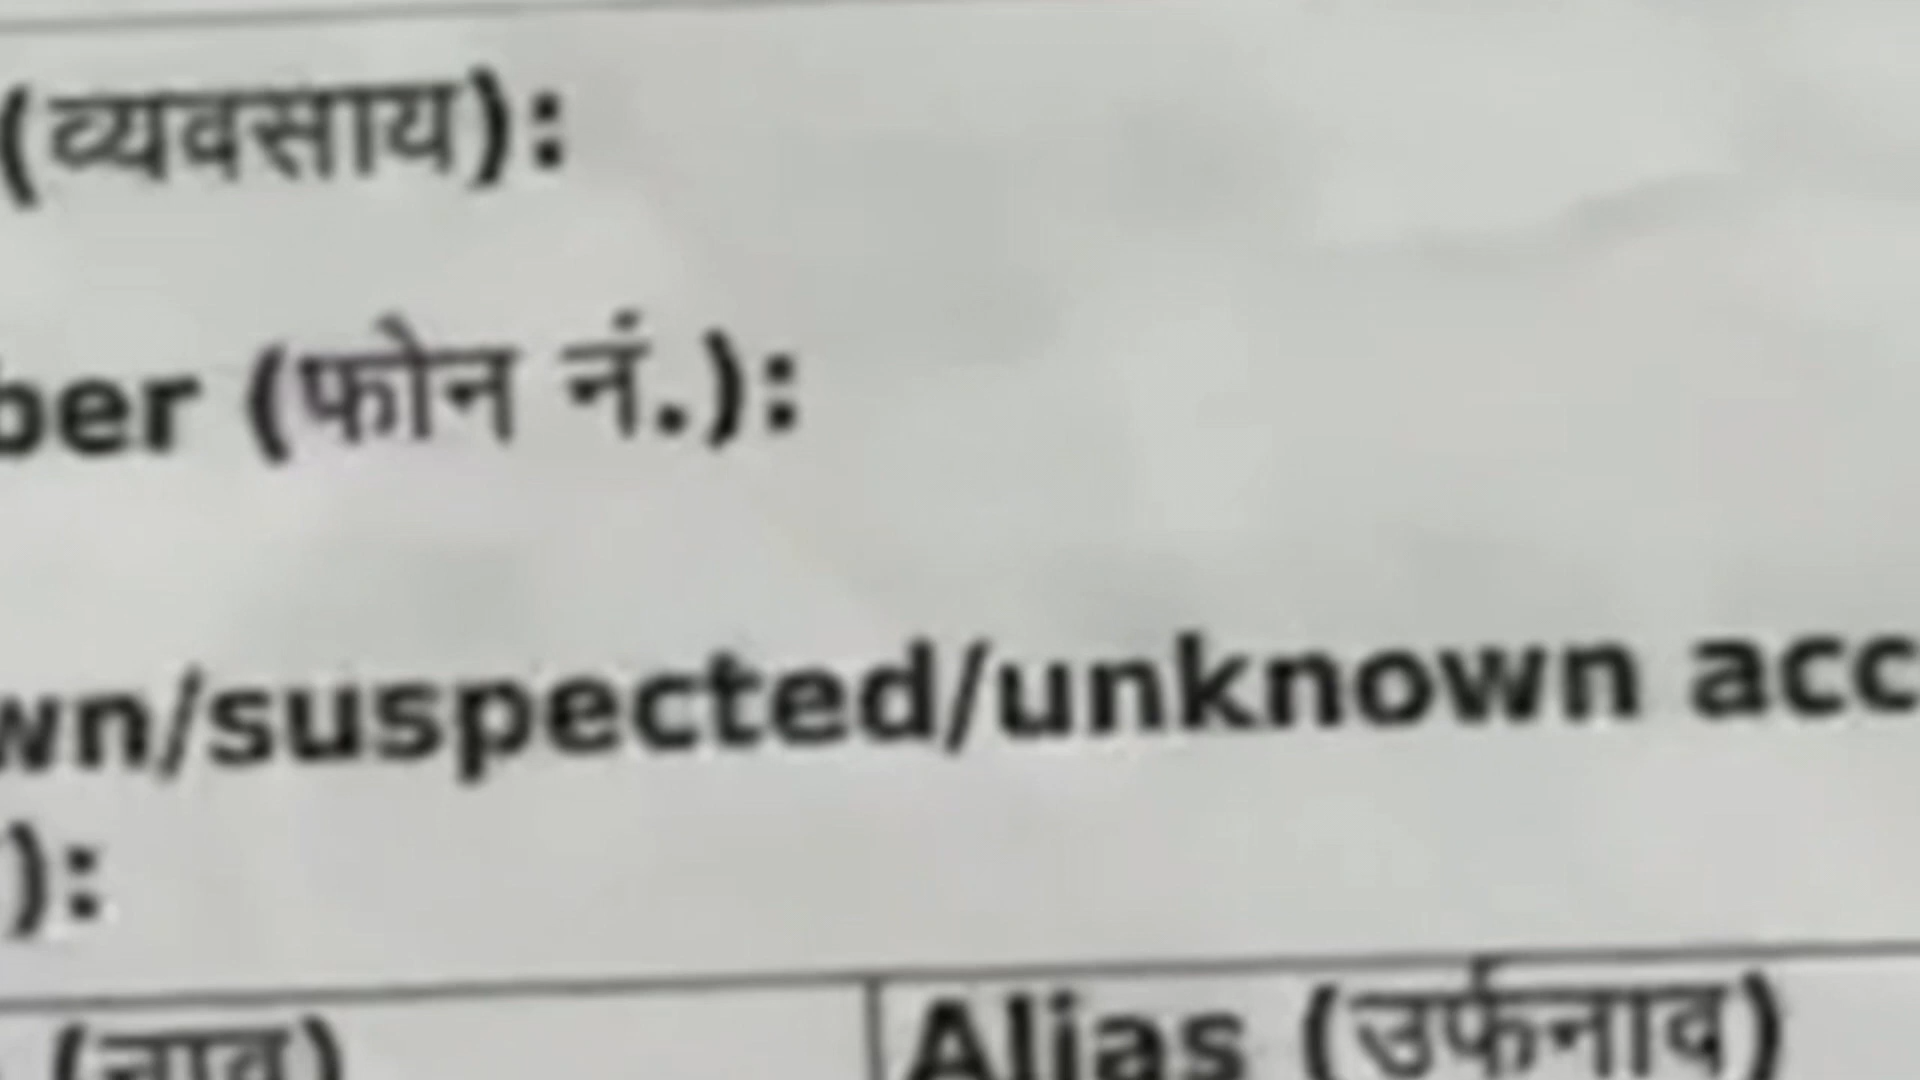 (व्यवसाय):
ber (फोन नं.):
wn/suspected/unknown acc
):
(नाव)
Alias (उर्फनाव)